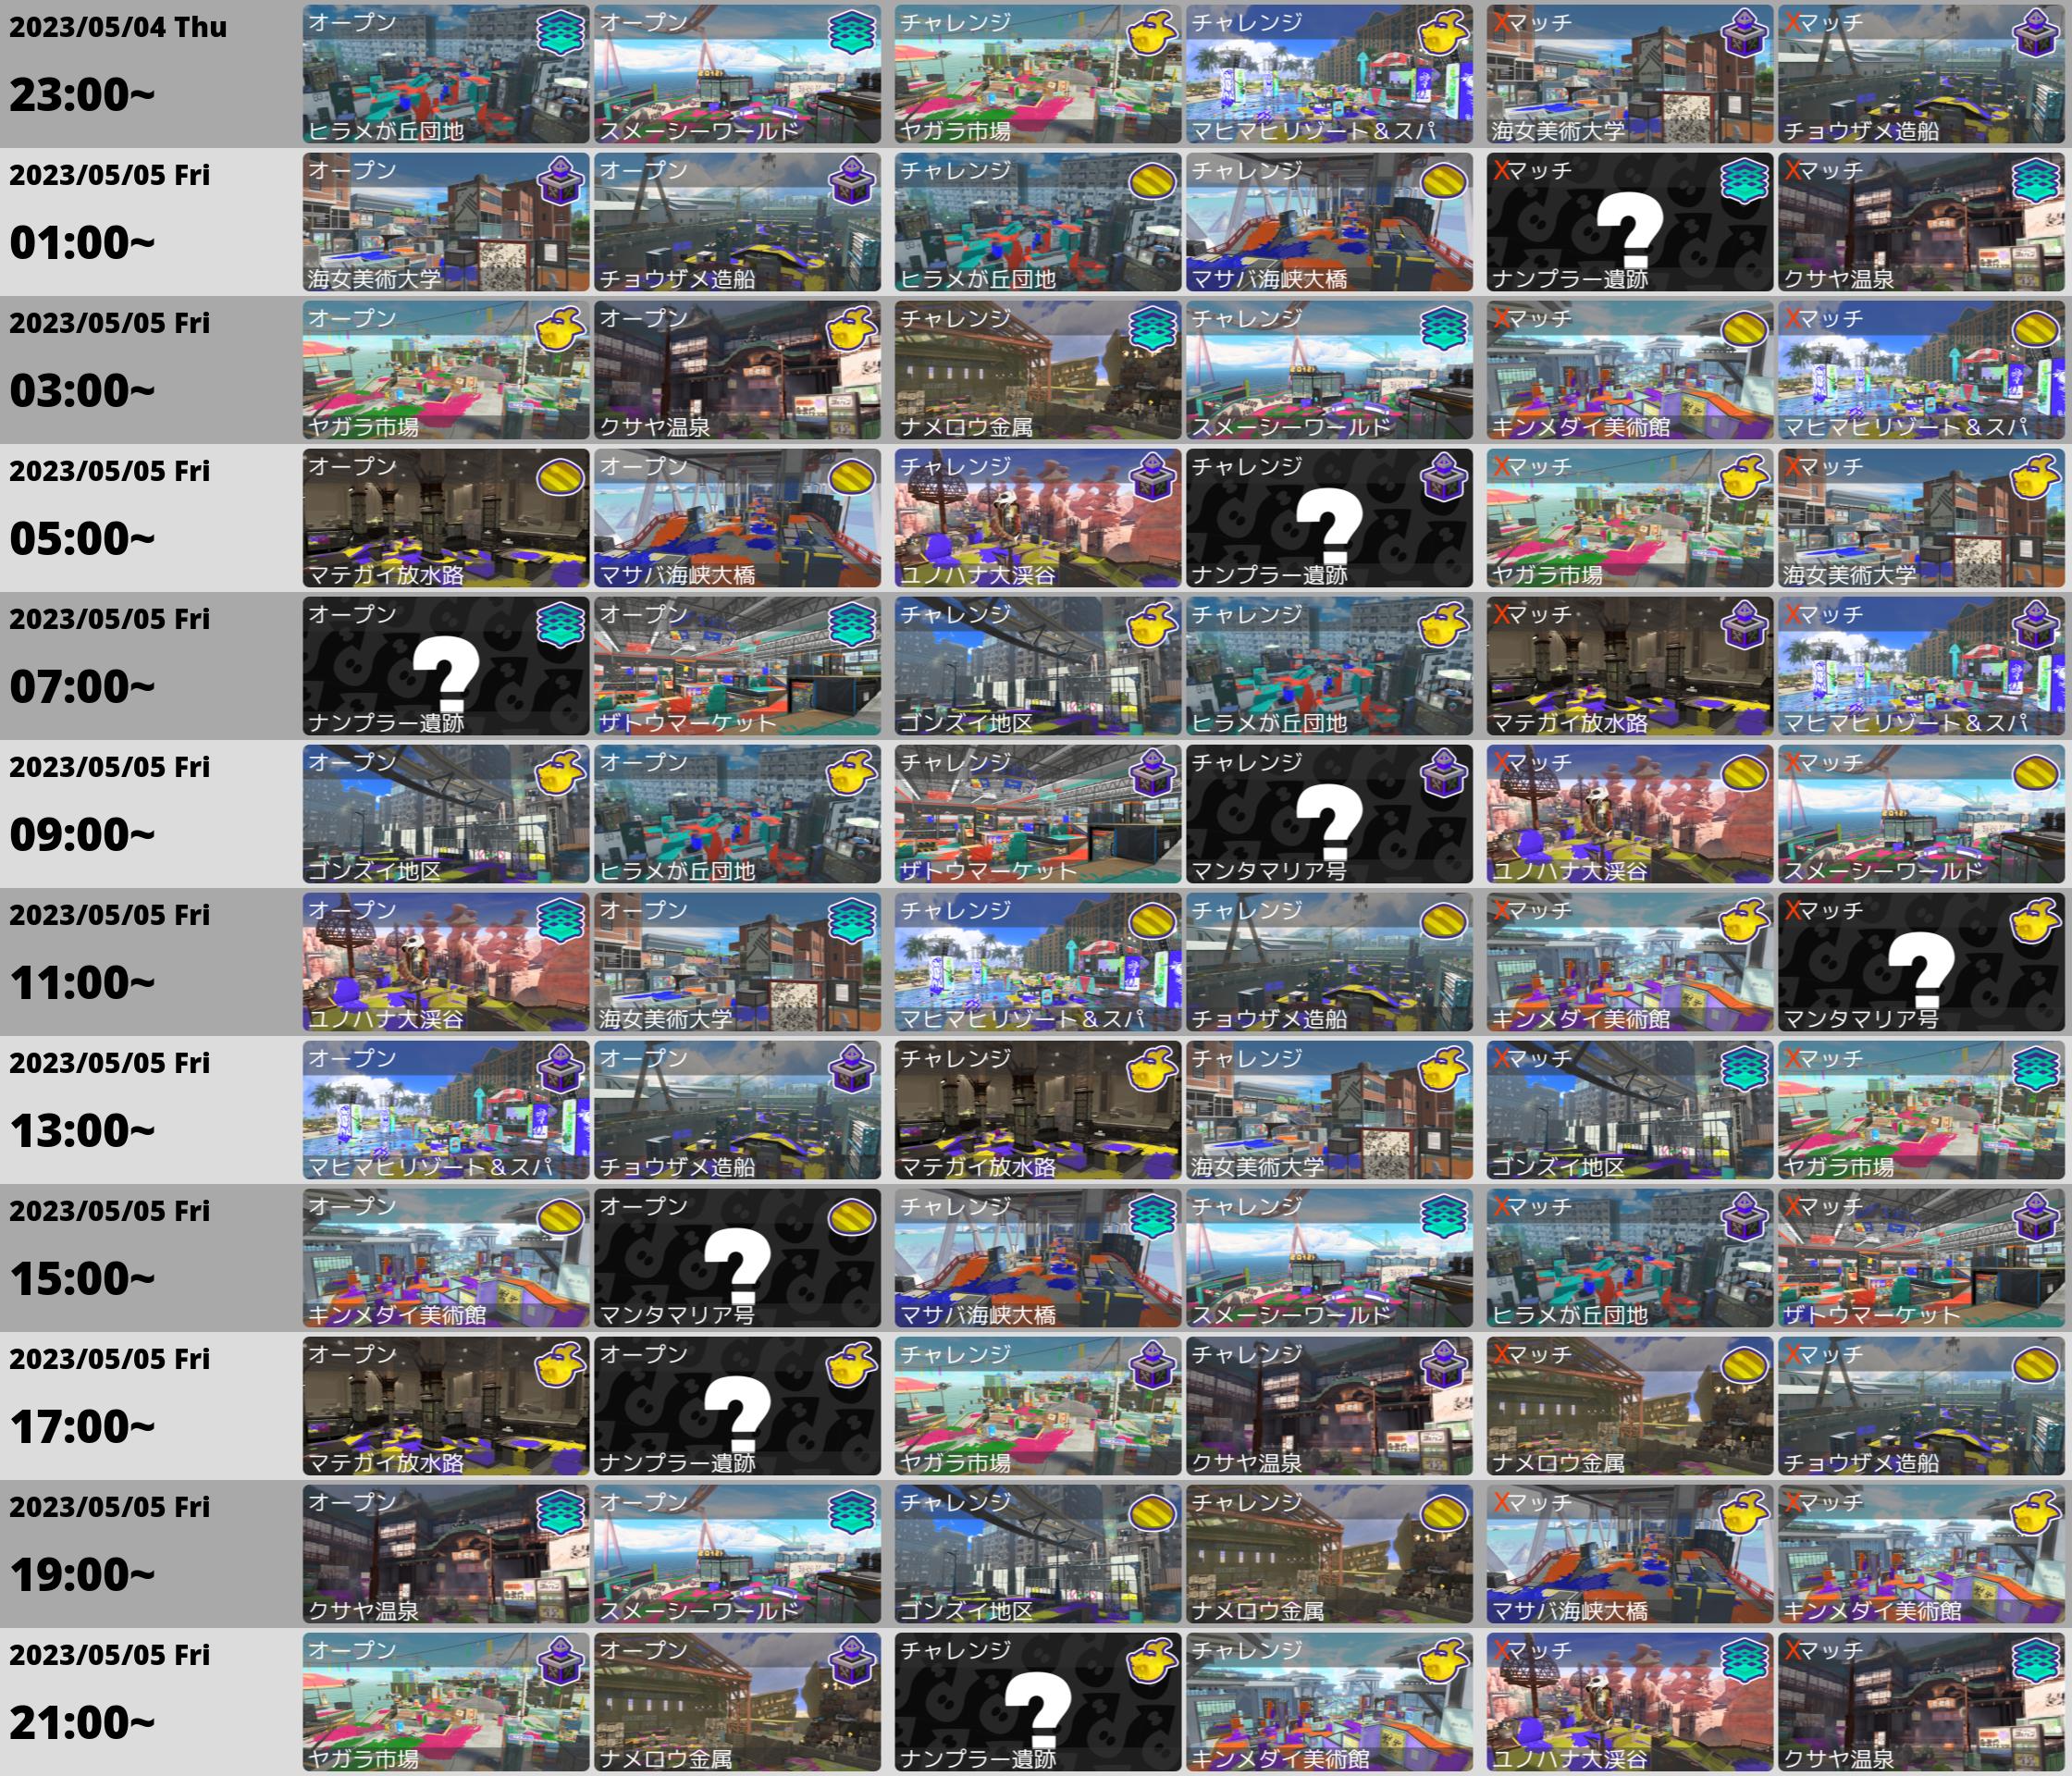 2023/05/04 Thu
23:00~
オープン
ヒラメが丘団地
オープン
スメーシーワールド
チャレンジ
ヤガラ市場
チャレンジ
マヒマヒリゾート＆スパ
Xマッチ
海女美術大学
Xマッチ
チョウザメ造船
2023/05/05 Fri
01:00~
オープン
海女美術大学
オープン
チョウザメ造船
チャレンジ
ヒラメが丘団地
チャレンジ
マサバ海峡大橋
Xマッチ
ナンプラー遺跡
Xマッチ
クサヤ温泉
2023/05/05 Fri
03:00~
オープン
ヤガラ市場
オープン
クサヤ温泉
チャレンジ
ナメロウ金属
チャレンジ
スメーシーワールド
Xマッチ
キンメダイ美術館
Xマッチ
マヒマヒリゾート＆スパ
2023/05/05 Fri
05:00~
オープン
マテガイ放水路
オープン
マサバ海峡大橋
チャレンジ
ユノハナ大渓谷
チャレンジ
ナンプラー遺跡
Xマッチ
ヤガラ市場
Xマッチ
海女美術大学
2023/05/05 Fri
07:00~
オープン
ナンプラー遺跡
オープン
ザトウマーケット
チャレンジ
ゴンズイ地区
チャレンジ
ヒラメが丘団地
Xマッチ
マテガイ放水路
Xマッチ
マヒマヒリゾート＆スパ
2023/05/05 Fri
09:00~
オープン
ゴンズイ地区
オープン
ヒラメが丘団地
チャレンジ
ザトウマーケット
チャレンジ
マンタマリア号
Xマッチ
ユノハナ大渓谷
Xマッチ
スメーシーワールド
2023/05/05 Fri
11:00~
オープン
ユノハナ大渓谷
オープン
海女美術大学
チャレンジ
マヒマヒリゾート＆スパ
チャレンジ
チョウザメ造船
Xマッチ
キンメダイ美術館
Xマッチ
マンタマリア号
2023/05/05 Fri
13:00~
オープン
マヒマヒリゾート＆スパ
オープン
チョウザメ造船
チャレンジ
マテガイ放水路
チャレンジ
海女美術大学
Xマッチ
ゴンズイ地区
Xマッチ
ヤガラ市場
2023/05/05 Fri
15:00~
オープン
キンメダイ美術館
オープン
マンタマリア号
チャレンジ
マサバ海峡大橋
チャレンジ
スメーシーワールド
Xマッチ
ヒラメが丘団地
Xマッチ
ザトウマーケット
2023/05/05 Fri
17:00~
オープン
マテガイ放水路
オープン
ナンプラー遺跡
チャレンジ
ヤガラ市場
チャレンジ
クサヤ温泉
Xマッチ
ナメロウ金属
Xマッチ
チョウザメ造船
2023/05/05 Fri
19:00~
オープン
クサヤ温泉
オープン
スメーシーワールド
チャレンジ
ゴンズイ地区
チャレンジ
ナメロウ金属
Xマッチ
マサバ海峡大橋
Xマッチ
キンメダイ美術館
2023/05/05 Fri
21:00~
オープン
ヤガラ市場
オープン
ナメロウ金属
チャレンジ
ナンプラー遺跡
チャレンジ
キンメダイ美術館
Xマッチ
ユノハナ大渓谷
Xマッチ
クサヤ温泉